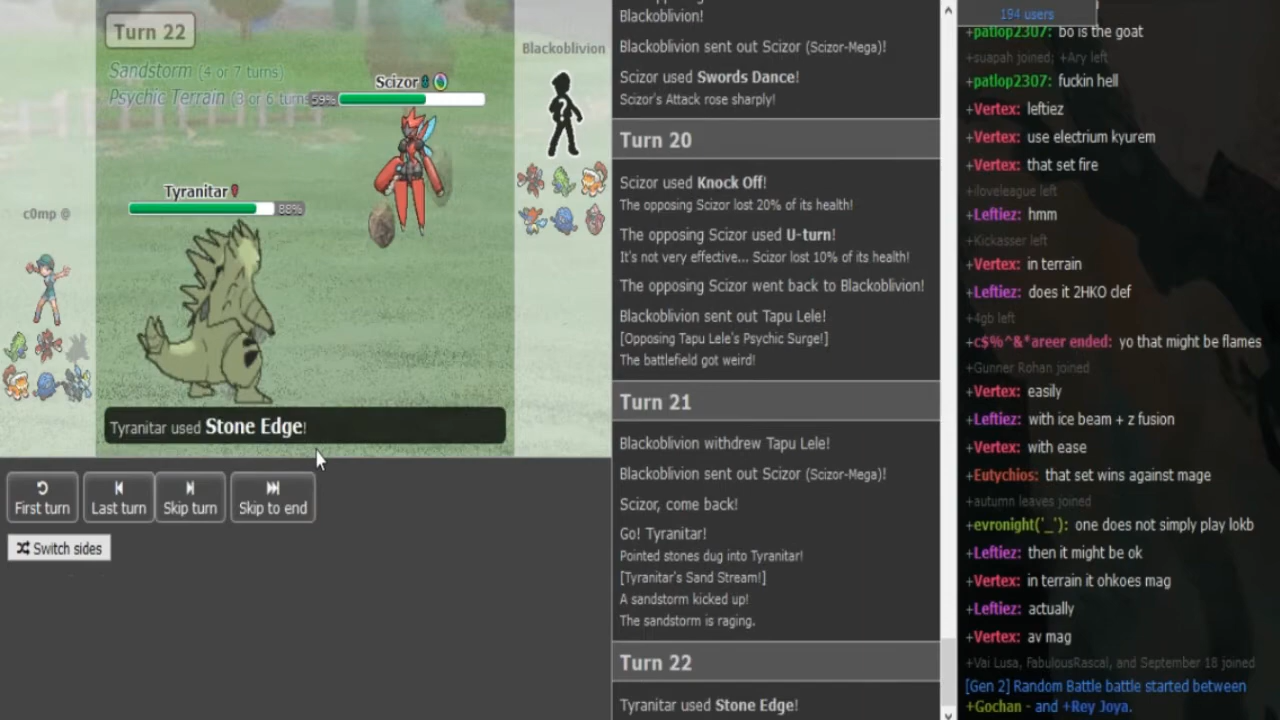 Turn 22
Sandstorm (4 or 7 turns)
Psychic Terrain (3 or 6 turns
Scizor
59%
Tyranitar
88%
Tyranitar used Stone Edge!
c0mp @
Blackoblivion
First turn
Last turn
Skip turn
Skip to end
Switch sides
Blackoblivion!
Blackoblivion sent out Scizor (Scizor-Mega)!
Scizor used Swords Dance!
Scizor's Attack rose sharply!
Turn 20
Scizor used Knock Off!
The opposing Scizor lost 20% of its health!
The opposing Scizor used U-turn!
It's not very effective... Scizor lost 10% of its health!
The opposing Scizor went back to Blackoblivion!
Blackoblivion sent out Tapu Lele!
[Opposing Tapu Lele's Psychic Surge!]
The battlefield got weird!
Turn 21
Blackoblivion withdrew Tapu Lele!
Blackoblivion sent out Scizor (Scizor-Mega)!
Scizor, come back!
Go! Tyranitar!
Pointed stones dug into Tyranitar!
[Tyranitar's Sand Stream!]
A sandstorm kicked up!
The sandstorm is raging.
Turn 22
Tyranitar used Stone Edge!
194 users
+patlop2307: bo is the goat
+suapah joined; +Ary left
+patlop2307: fuckin hell
+Vertex: leftiez
+Vertex: use electrium kyurem
+Vertex: that set fire
+iloveleague left
+Leftiez: hmm
+Kickasser left
+Vertex: in terrain
+Leftiez: does it 2HKO clef
+4gb left
+c$%^&*areer ended: yo that might be flames
+Gunner Rohan joined
+Vertex: easily
+Leftiez: with ice beam + z fusion
+Vertex: with ease
+Eutychios: that set wins against mage
+autumn leaves joined
+evronight('_'): one does not simply play lokb
+Leftiez: then it might be ok
+Vertex: in terrain it ohkoes mag
+Leftiez: actually
+Vertex: av mag
+Vai Lusa, FabulousRascal, and September 18 joined
[Gen 2] Random Battle battle started between
+Gochan - and +Rey Joya.